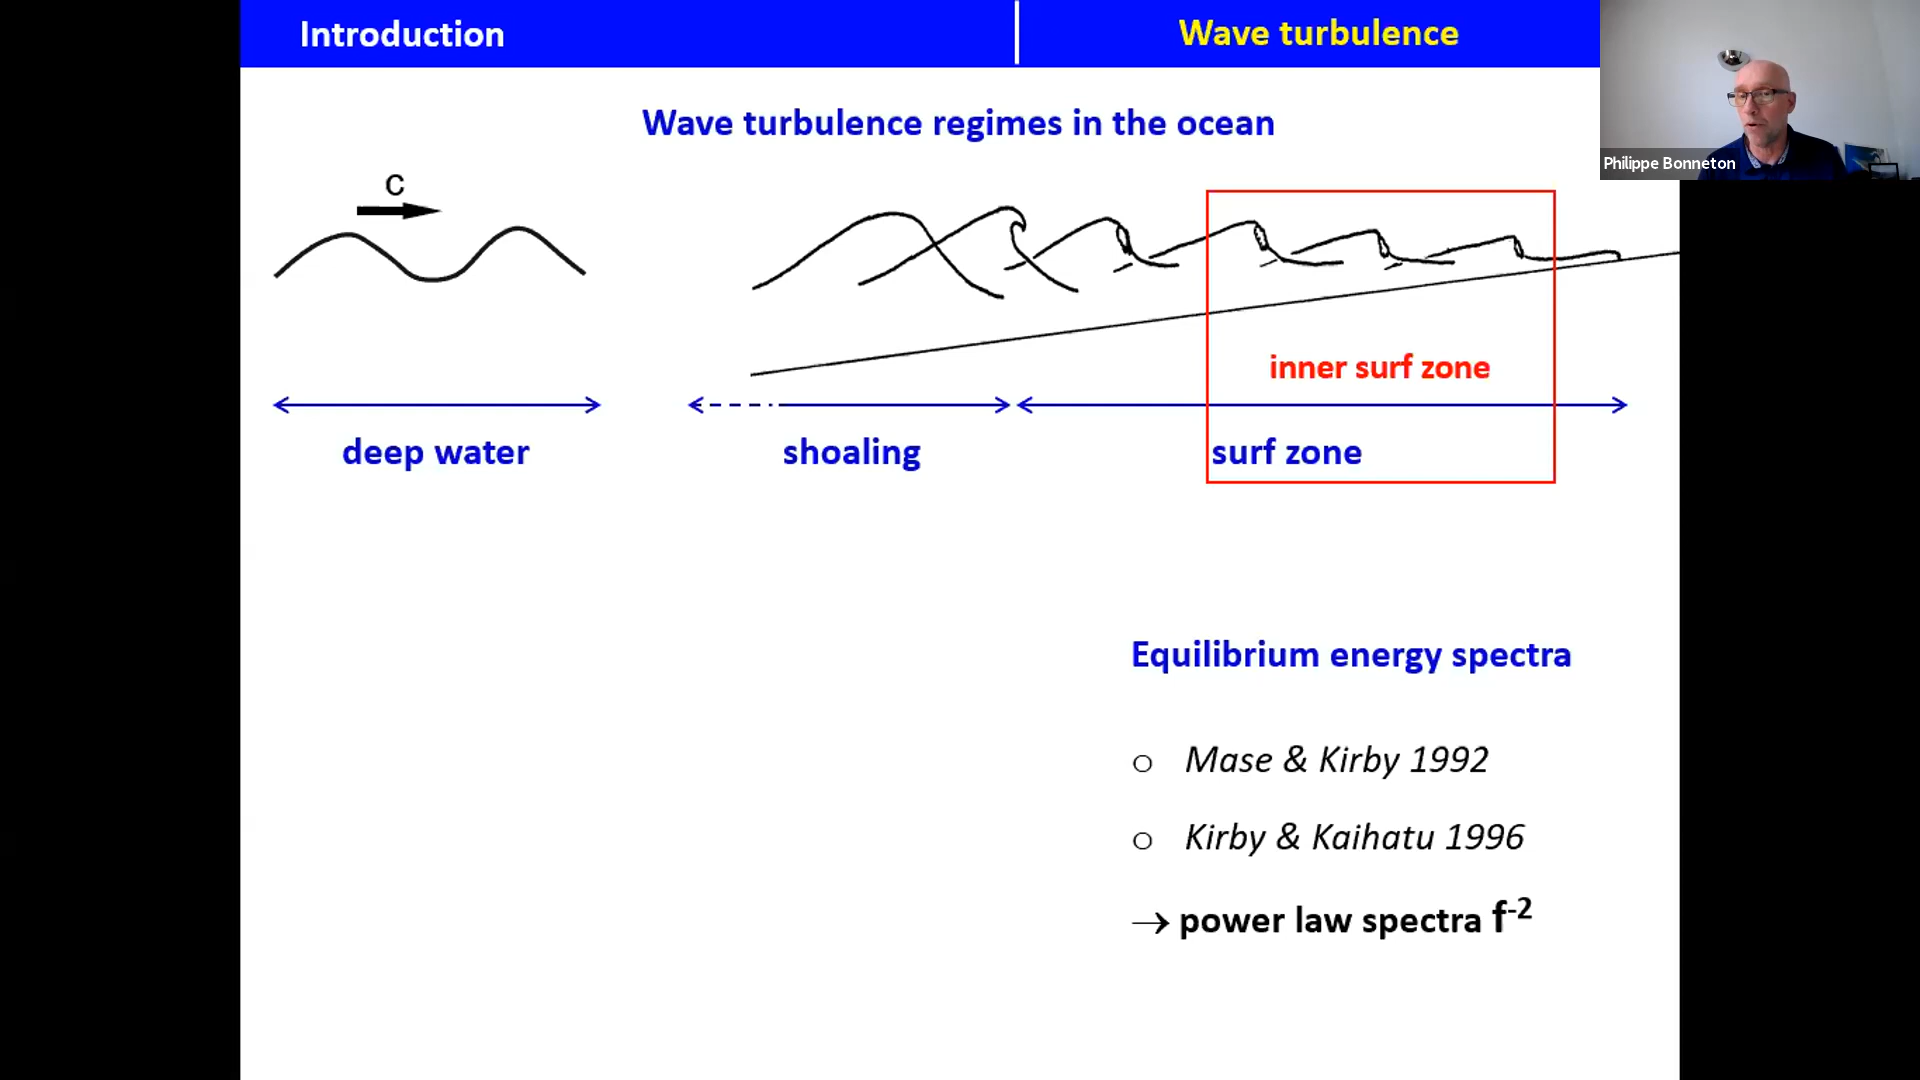 Introduction
Wave turbulence
Philippe Bonneton
Wave turbulence regimes in the ocean
C
inner surf zone
deep water
shoaling
surf zone
Equilibrium energy spectra
o Mase & Kirby 1992
o Kirby & Kaihatu 1996
→ power law spectra f⁻²